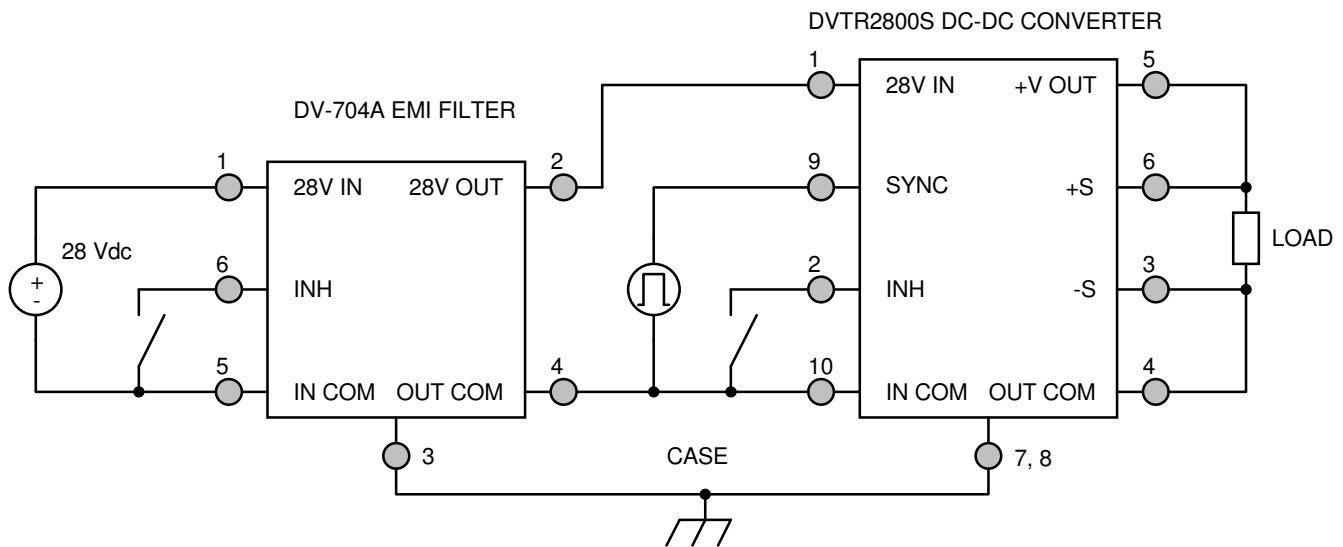 DVTR2800S DC-DC CONVERTER
DV-704A EMI FILTER
1
28V IN
+V OUT
5
1
28V IN
28V OUT
2
9
SYNC
+S
6
28 Vdc
+
-
6
INH
2
INH
-S
3
LOAD
5
IN COM
OUT COM
4
10
IN COM
OUT COM
4
3
CASE
7, 8